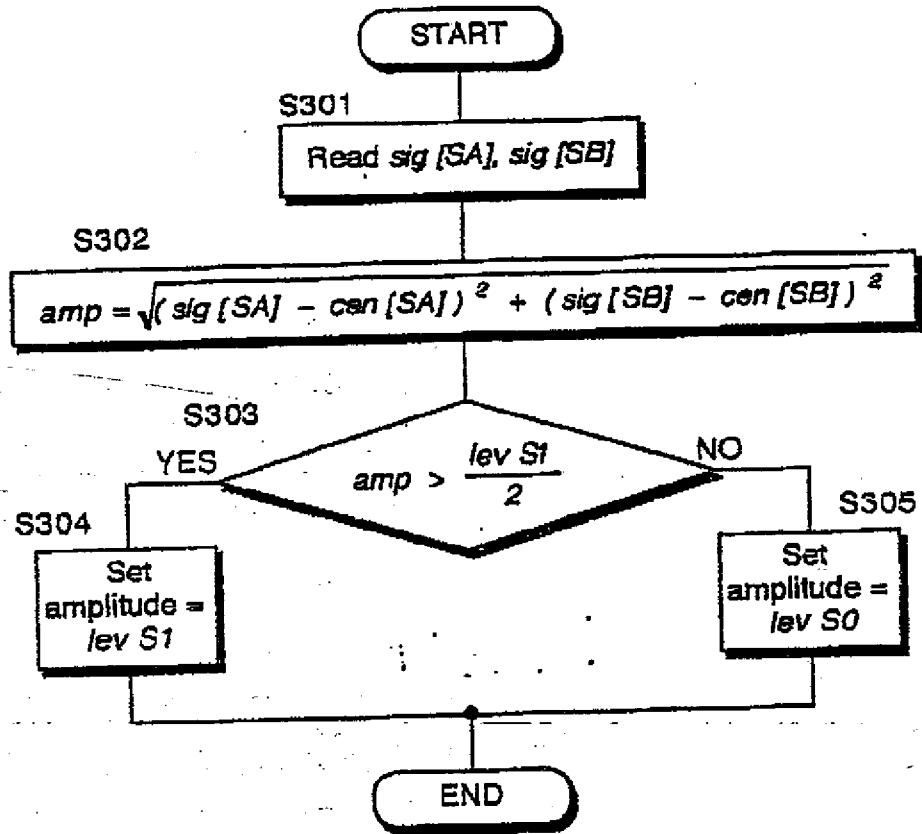 START
S301
Read sig [SA], sig [SB]
S302
amp = √( sig [SA] - cen [SA] ) ² + ( sig [SB] - cen [SB] ) ²
S303
YES
NO
amp > lev S1
2
S304
S305
Set
amplitude =
lev S1
Set
amplitude =
lev S0
END